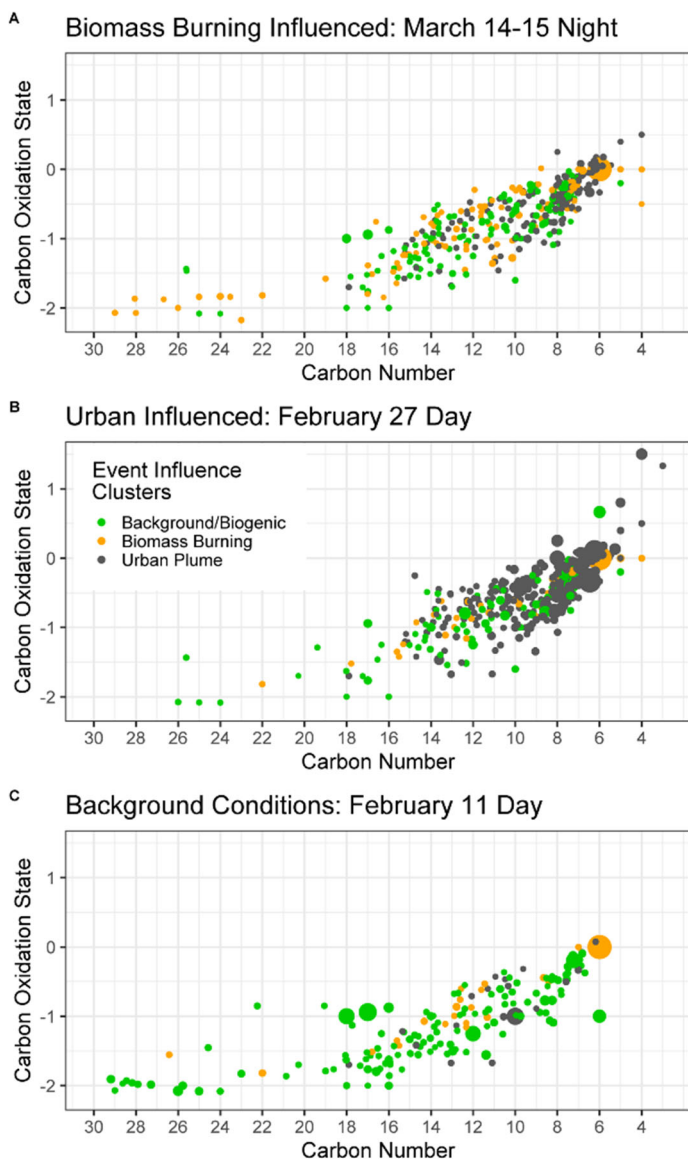 A
Biomass Burning Influenced: March 14-15 Night
Carbon Oxidation State
1
0
-1
-2
30 28 26 24 22 20 18 16 14 12 10 8 6 4
Carbon Number
B
Urban Influenced: February 27 Day
Carbon Oxidation State
Event Influence
Clusters
Background/Biogenic
Biomass Burning
Urban Plume
1
0
-1
-2
30 28 26 24 22 20 18 16 14 12 10 8 6 4
Carbon Number
C
Background Conditions: February 11 Day
Carbon Oxidation State
1
0
-1
-2
30 28 26 24 22 20 18 16 14 12 10 8 6 4
Carbon Number